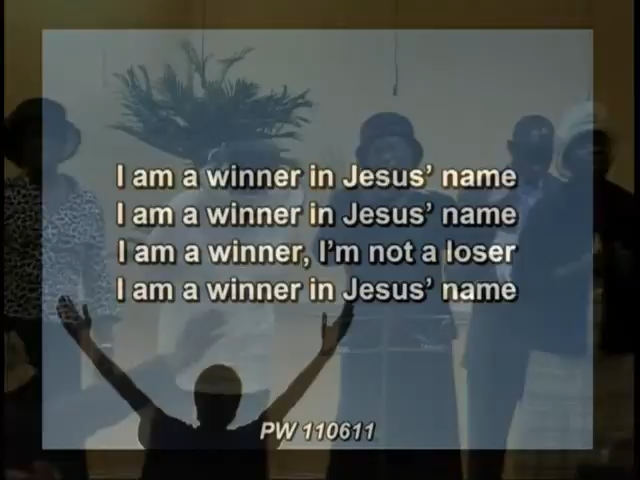 I am a winner in Jesus’ name
I am a winner in Jesus’ name
I am a winner, I’m not a loser
I am a winner in Jesus’ name
PW 110611